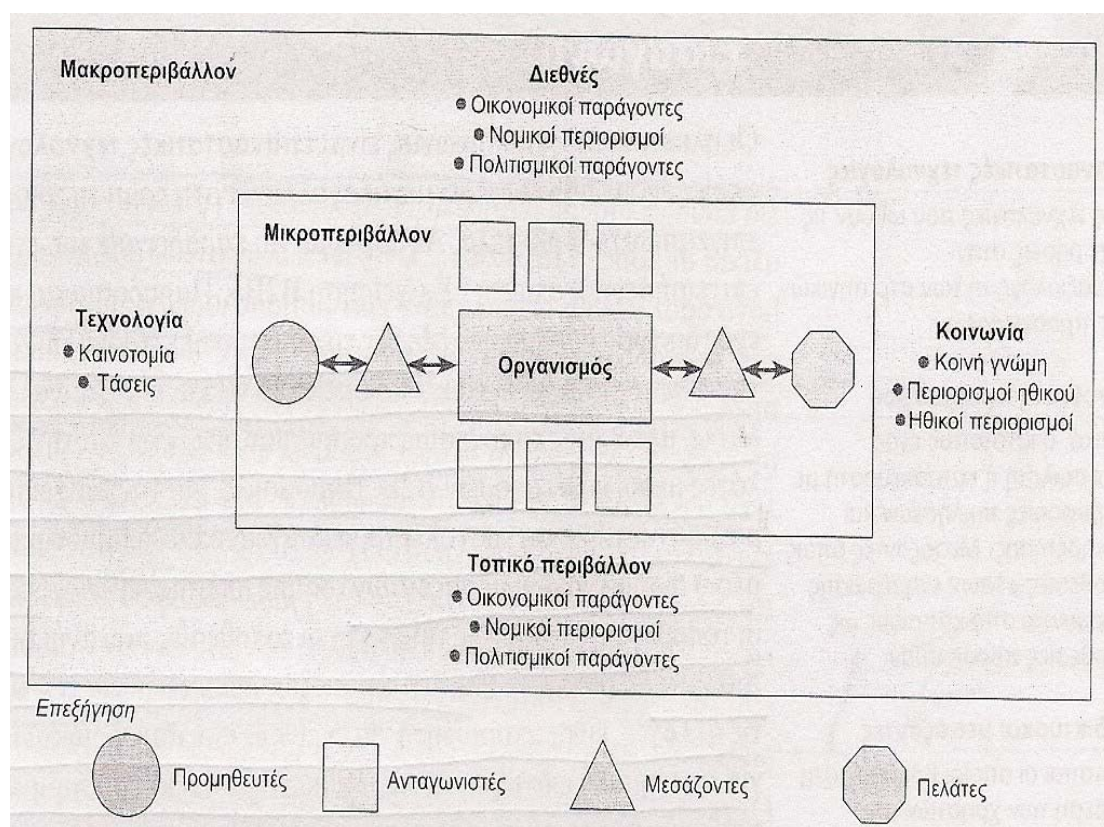 Μακροπεριβάλλον
Διεθνές
Οικονομικοί παράγοντες
Νομικοί περιορισμοί
Πολιτισμικοί παράγοντες
Μικροπεριβάλλον
Τεχνολογία
Καινοτομία
Τάσεις
Οργανισμός
Κοινωνία
Κοινή γνώμη
Περιορισμοί ηθικού
Ηθικοί περιορισμοί
Τοπικό περιβάλλον
Οικονομικοί παράγοντες
Νομικοί περιορισμοί
Πολιτισμικοί παράγοντες
Επεξήγηση
Προμηθευτές
Ανταγωνιστές
Μεσάζοντες
Πελάτες